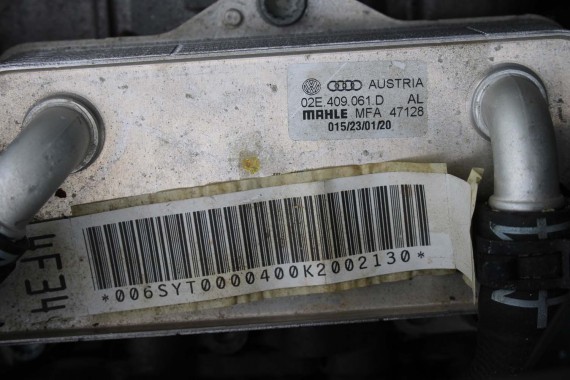 AUSTRIA
02E.409.061.D AL
MAHLE MFA 47128
015/23/01/20
*006SYT0000400K2002130*
4F34